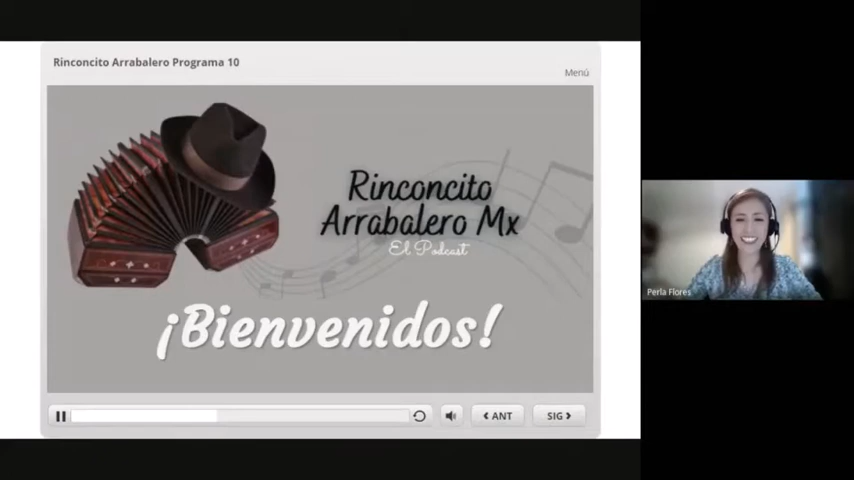 Rinconcito Arrabalero Programa 10
Menú
Rinconcito
Arrabalero Mx
El Podcast
¡Bienvenidos!
ANT
SIG
Perla Flores